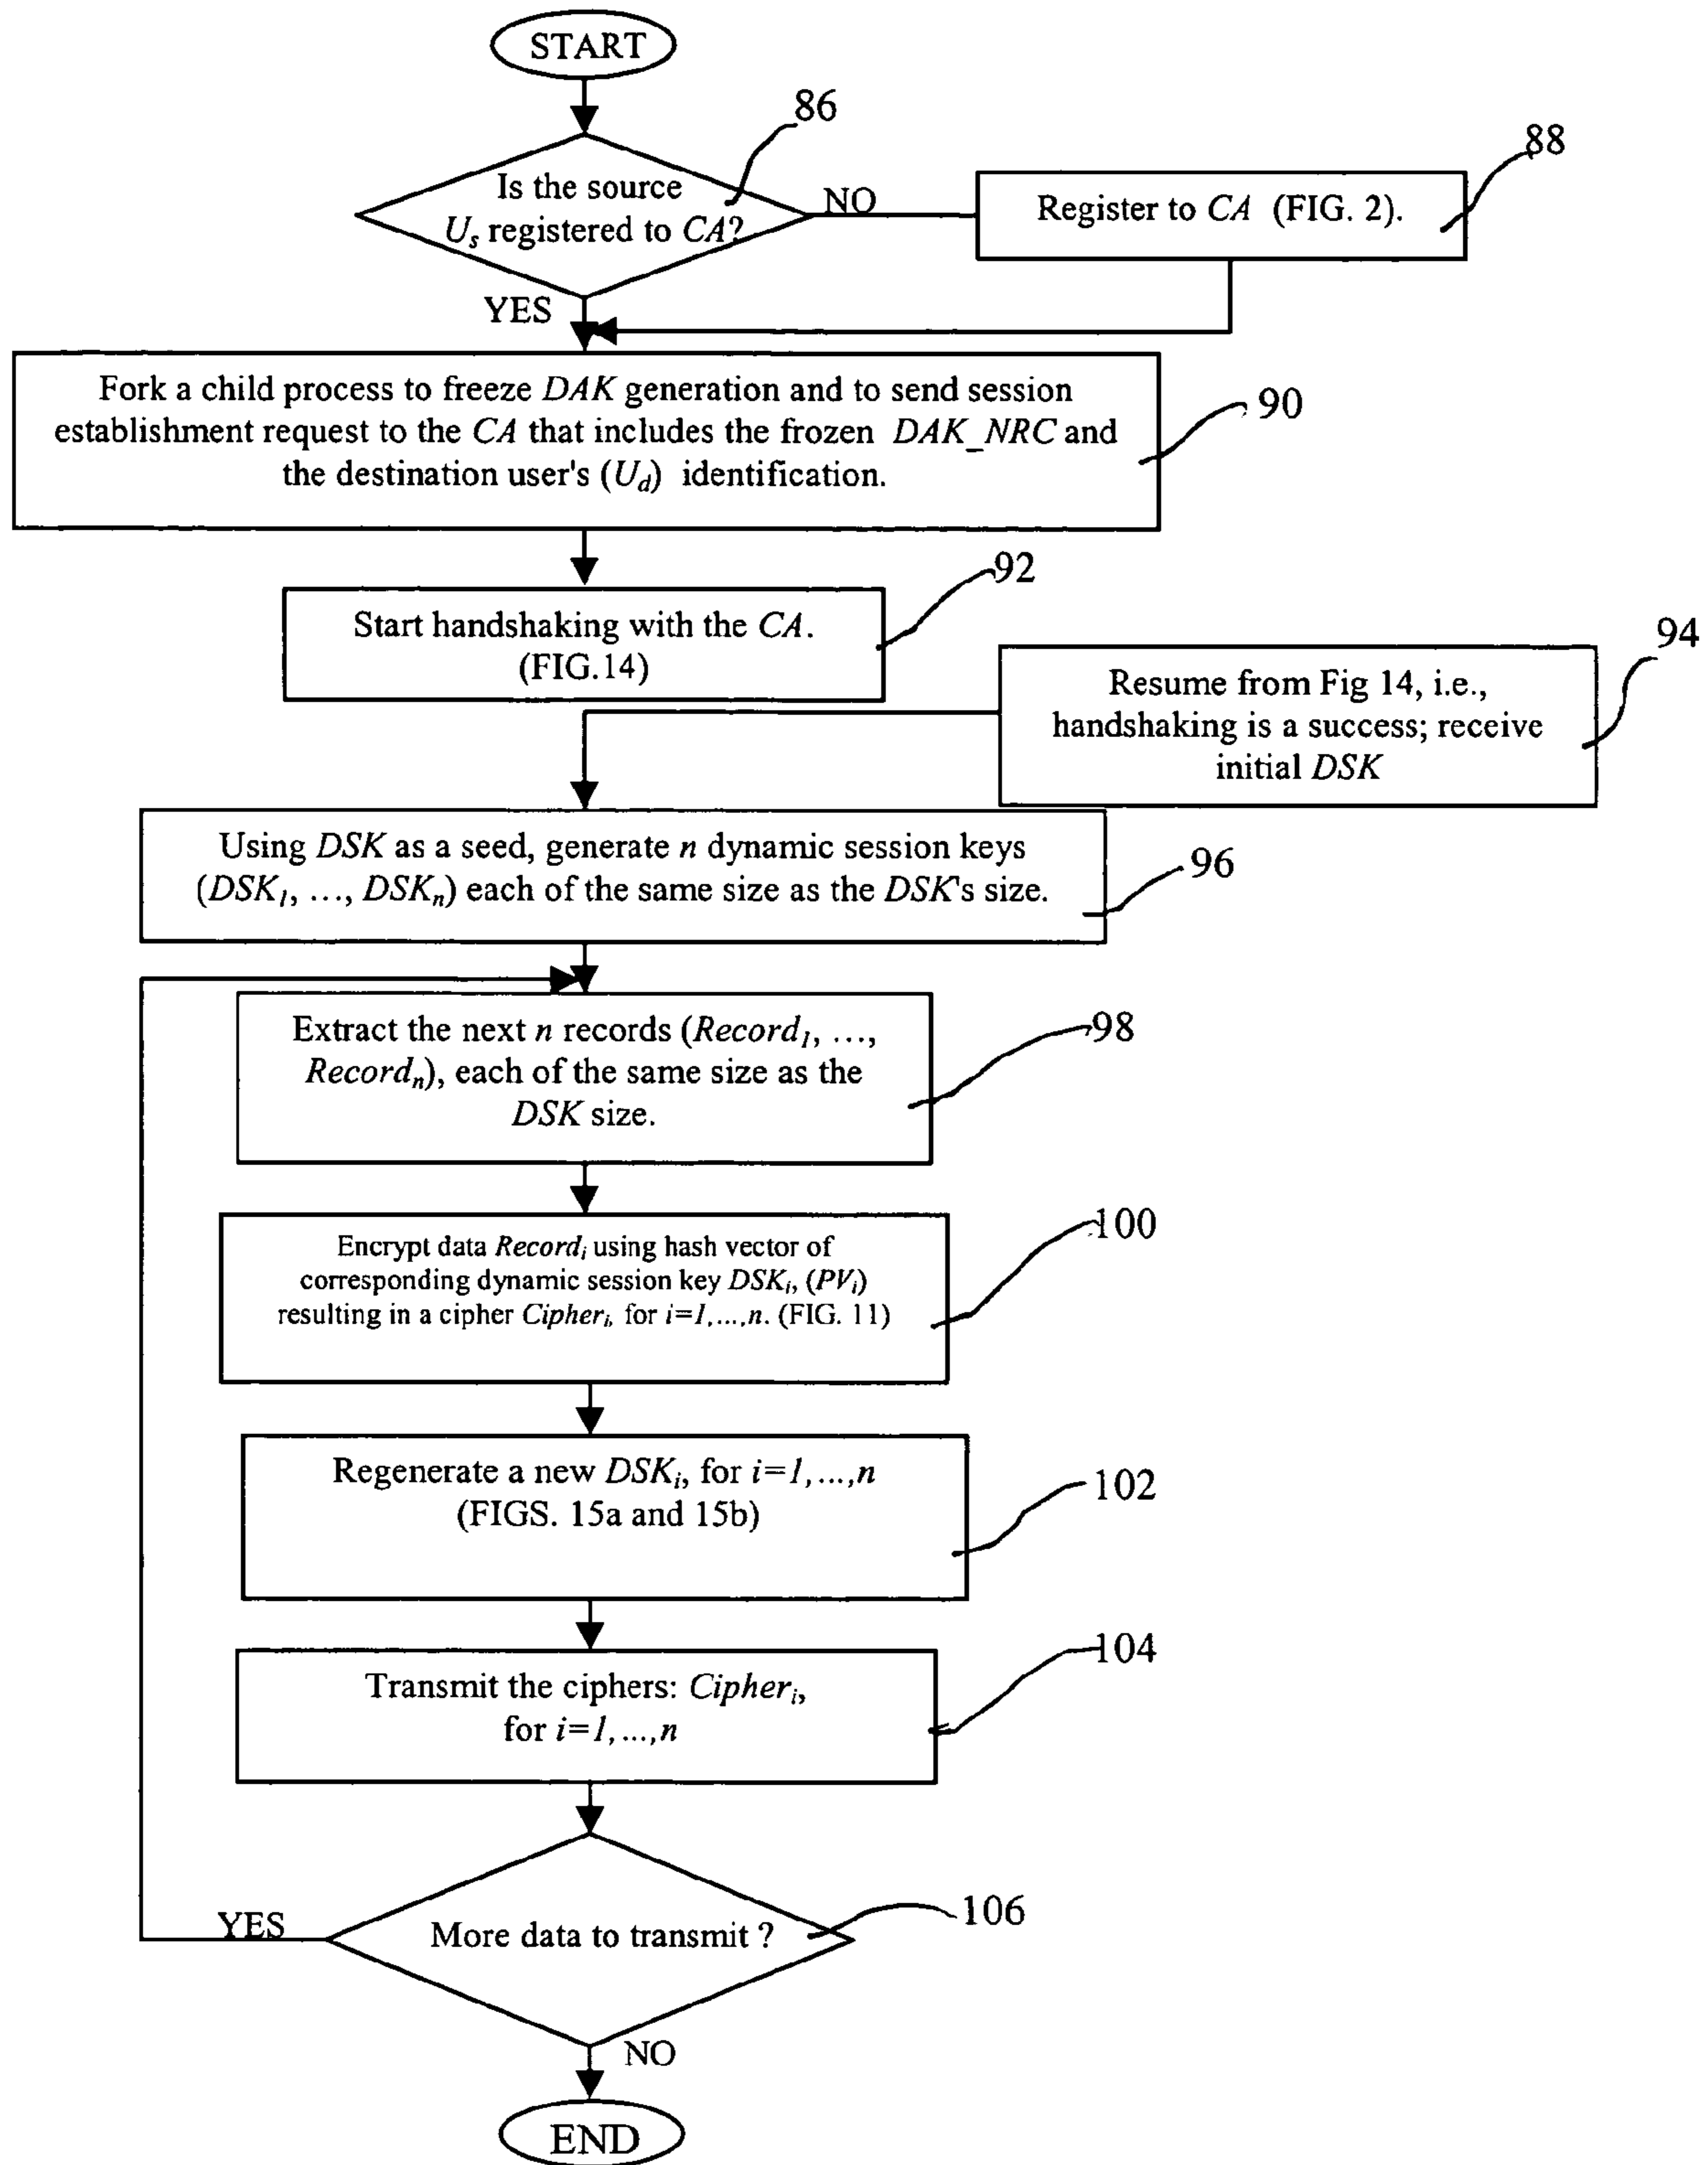 START
86
88
Is the source
Us registered to CA?
NO
Register to CA (FIG. 2).
YES
Fork a child process to freeze DAK generation and to send session
establishment request to the CA that includes the frozen DAK_NRC and
the destination user's (Ud) identification.
90
92
Start handshaking with the CA.
(FIG.14)
94
Resume from Fig 14, i.e.,
handshaking is a success; receive
initial DSK
Using DSK as a seed, generate n dynamic session keys
(DSK1, ..., DSKn) each of the same size as the DSK's size.
96
Extract the next n records (Record1, ...,
Recordn), each of the same size as the
DSK size.
98
Encrypt data Recordi using hash vector of
corresponding dynamic session key DSKi, (PVi)
resulting in a cipher Cipheri, for i=1,...,n. (FIG. 11)
100
Regenerate a new DSKi, for i=1,...,n
(FIGS. 15a and 15b)
102
Transmit the ciphers: Cipheri,
for i=1,...,n
104
YES
More data to transmit ?
106
NO
END